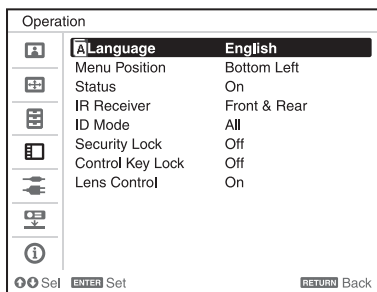 Operation
A Language English
Menu Position Bottom Left
Status On
IR Receiver Front & Rear
ID Mode All
Security Lock Off
Control Key Lock Off
Lens Control On
Sel ENTER Set RETURN Back